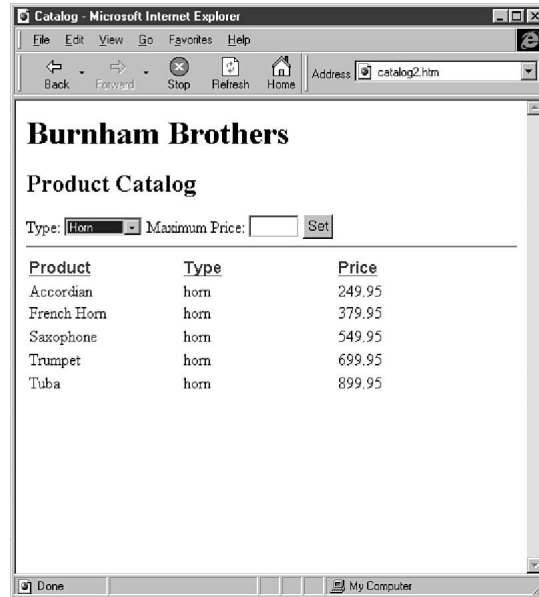 Catalog - Microsoft Internet Explorer
File Edit View Go Favorites Help
Back Forward Stop Refresh Home Address catalog2.htm
Burnham Brothers
Product Catalog
Type: Horn Maximum Price: Set
Product Type Price
Accordian horn 249.95
French Horn horn 379.95
Saxophone horn 549.95
Trumpet horn 699.95
Tuba horn 899.95
Done My Computer